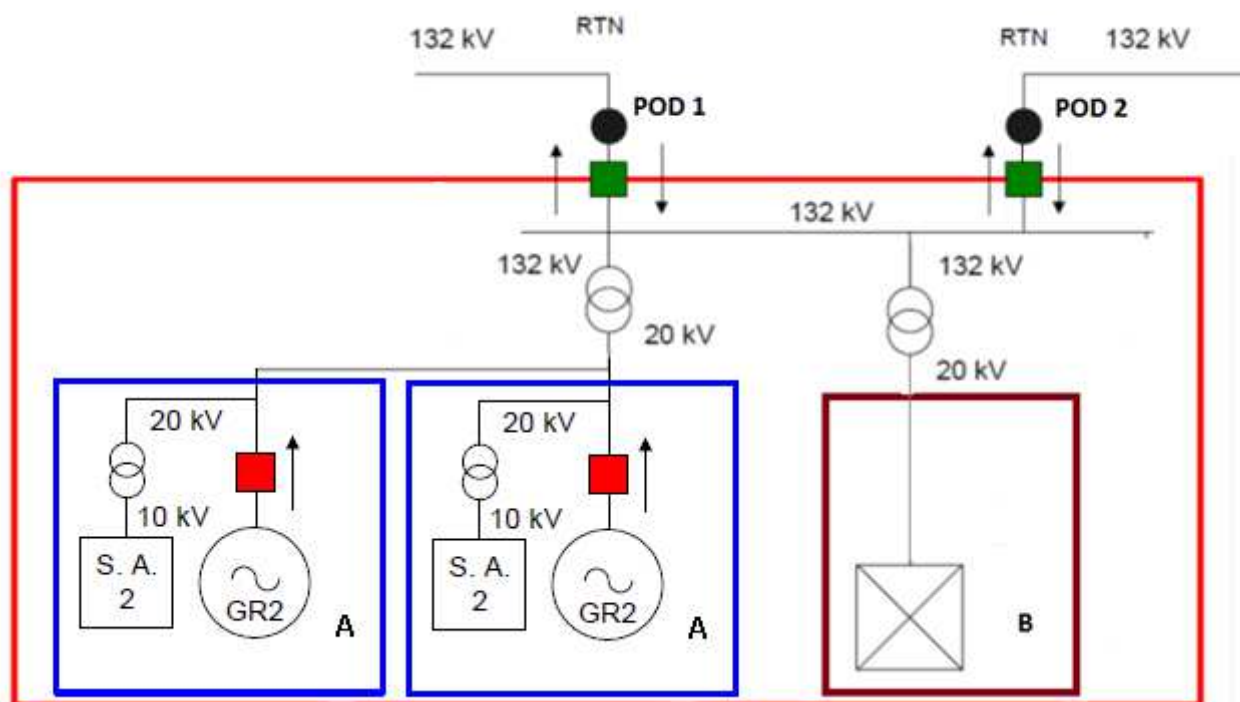 132 kV
RTN
POD 1
RTN
132 kV
POD 2
132 kV
132 kV
132 kV
20 kV
20 kV
20 kV
20 kV
10 kV
10 kV
S. A.
2
GR2
A
S. A.
2
GR2
A
B